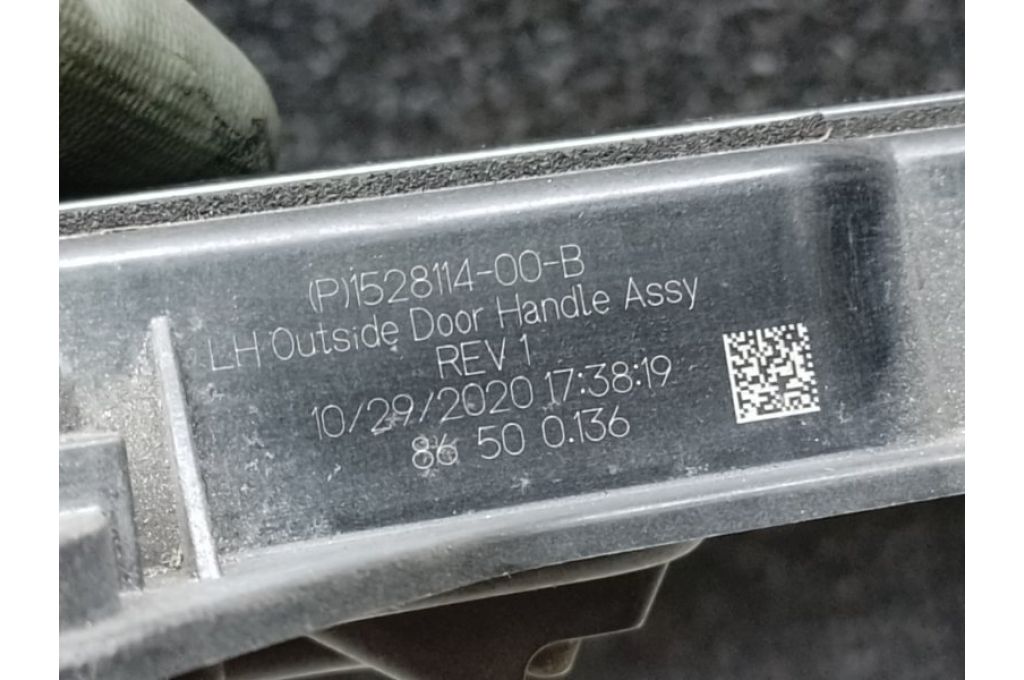 (P)1528114-00-B
LH Outside Door Handle Assy
REV 1
10/29/2020 17:38:19
86 50 0.136